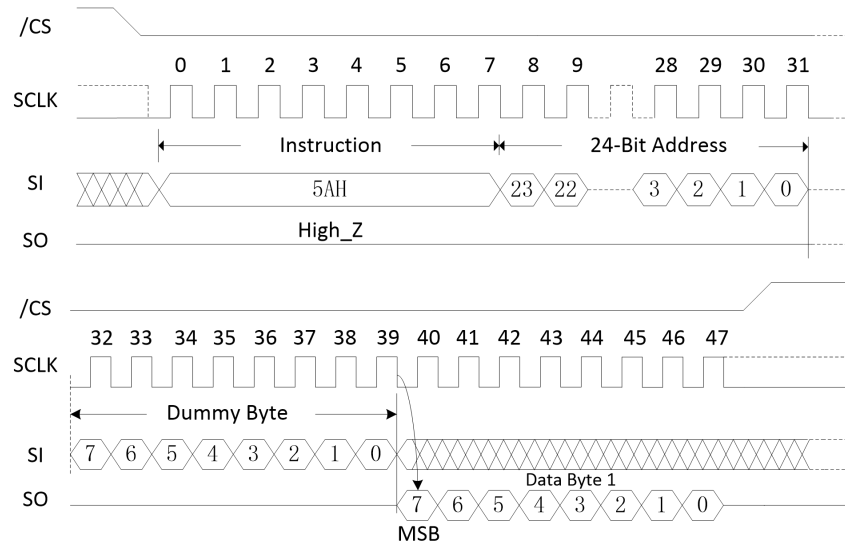 /CS
0 1 2 3 4 5 6 7 8 9 28 29 30 31
SCLK
Instruction 24-Bit Address
SI 5AH 23 22 3 2 1 0
High_Z
SO
/CS
32 33 34 35 36 37 38 39 40 41 42 43 44 45 46 47
SCLK
Dummy Byte
SI 7 6 5 4 3 2 1 0
Data Byte 1
SO 7 6 5 4 3 2 1 0
MSB